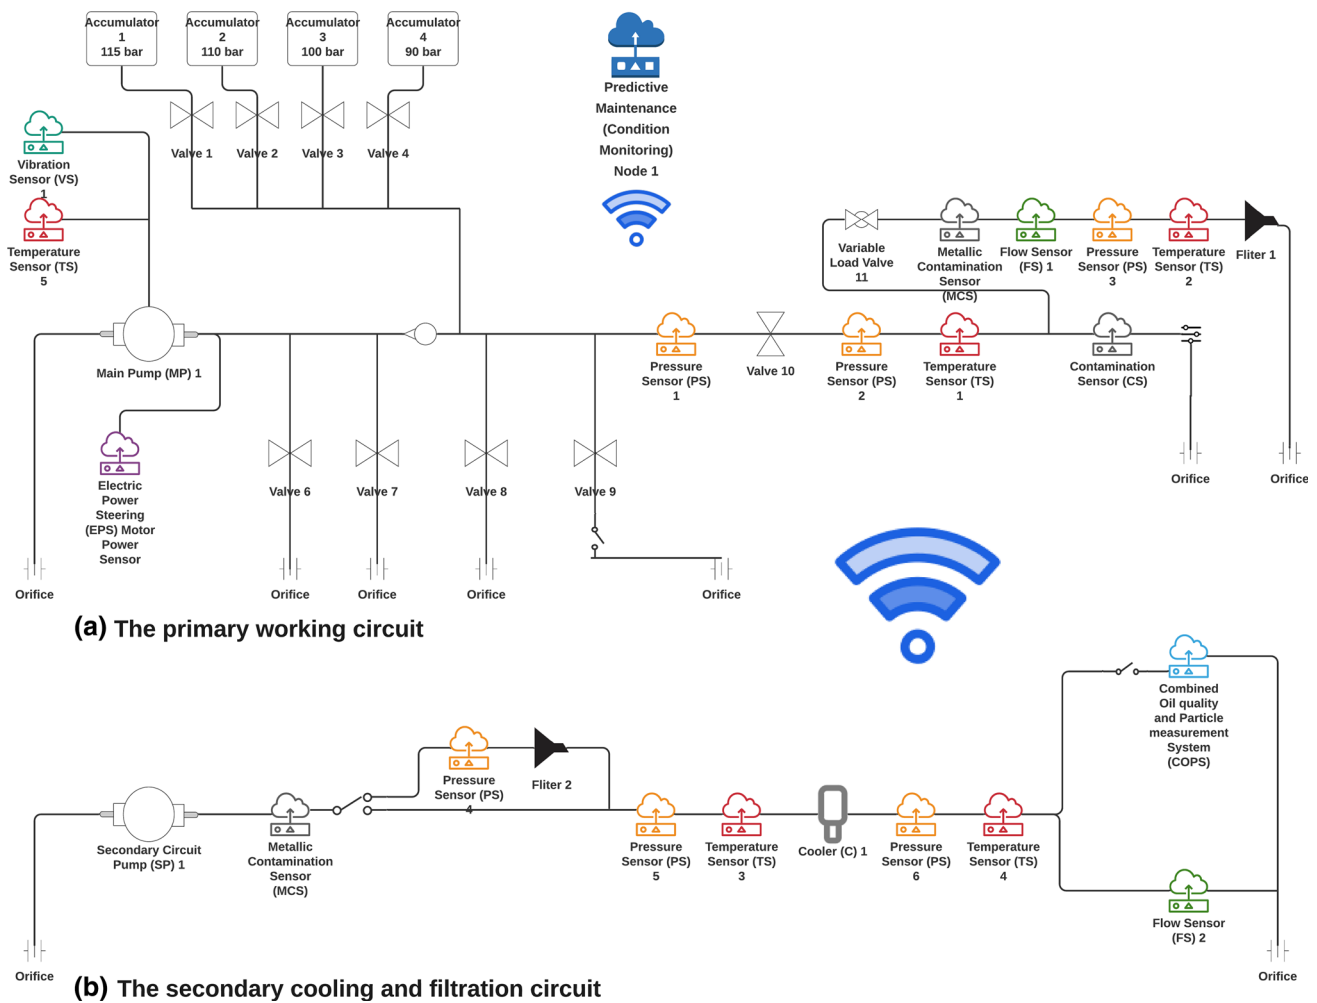 Accumulator
1
115 bar
Accumulator
2
110 bar
Accumulator
3
100 bar
Accumulator
4
90 bar
Predictive
Maintenance
(Condition
Monitoring)
Node 1
Valve 1
Valve 2
Valve 3
Valve 4
Vibration
Sensor (VS)
1
Temperature
Sensor (TS)
5
Variable
Load Valve
11
Metallic
Contamination
Sensor
(MCS)
Flow Sensor
(FS) 1
Pressure
Sensor (PS)
3
Temperature
Sensor (TS)
2
Fliter 1
Main Pump (MP) 1
Pressure
Sensor (PS)
1
Valve 10
Pressure
Sensor (PS)
2
Temperature
Sensor (TS)
1
Contamination
Sensor (CS)
Electric
Power
Steering
(EPS) Motor
Power
Sensor
Valve 6
Valve 7
Valve 8
Valve 9
Orifice
Orifice
Orifice
Orifice
Orifice
Orifice
Orifice
(a) The primary working circuit
Combined
Oil quality
and Particle
measurement
System
(COPS)
Pressure
Sensor (PS)
4
Fliter 2
Secondary Circuit
Pump (SP) 1
Metallic
Contamination
Sensor
(MCS)
Pressure
Sensor (PS)
5
Temperature
Sensor (TS)
3
Cooler (C) 1
Pressure
Sensor (PS)
6
Temperature
Sensor (TS)
4
Flow Sensor
(FS) 2
Orifice
Orifice
(b) The secondary cooling and filtration circuit